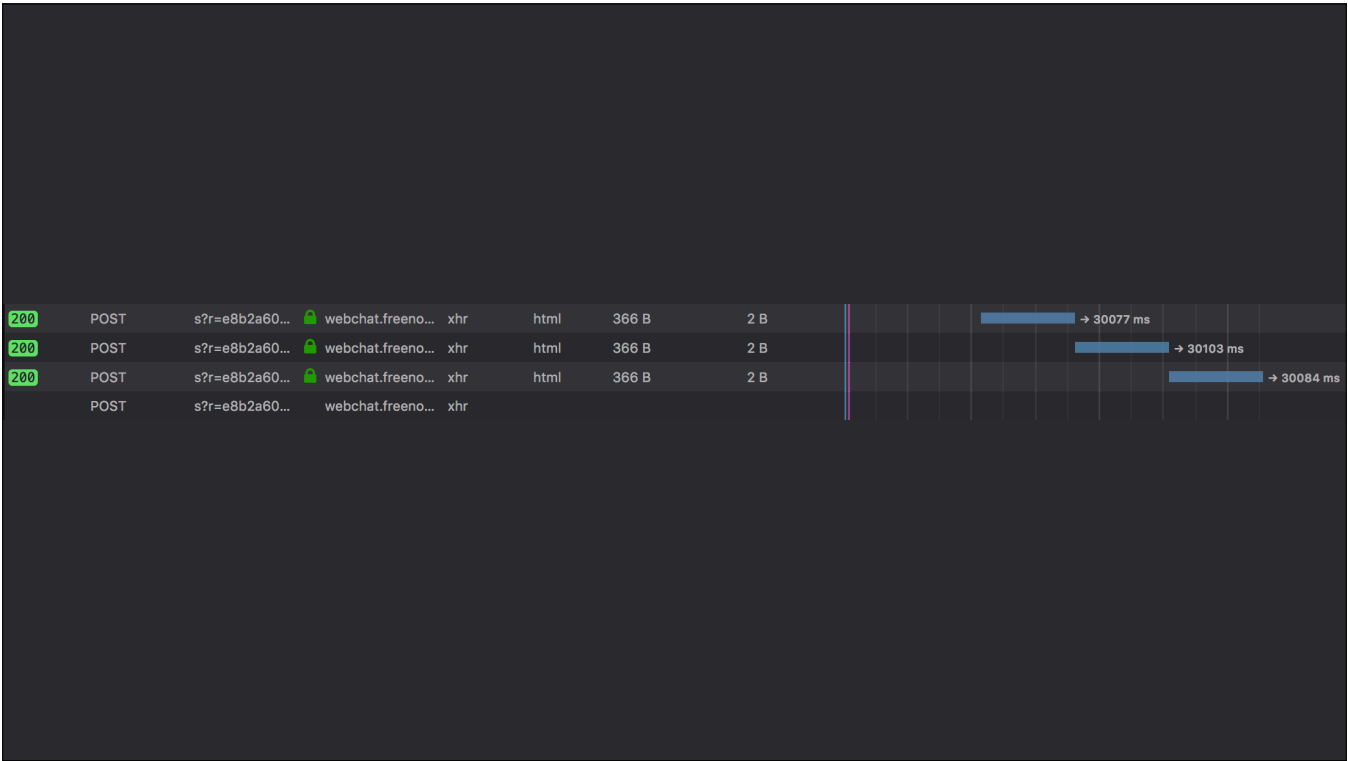 200 POST s?r=e8b2a60... webchat.freeno... xhr html 366 B 2 B → 30077 ms
200 POST s?r=e8b2a60... webchat.freeno... xhr html 366 B 2 B → 30103 ms
200 POST s?r=e8b2a60... webchat.freeno... xhr html 366 B 2 B → 30084 ms
POST s?r=e8b2a60... webchat.freeno... xhr